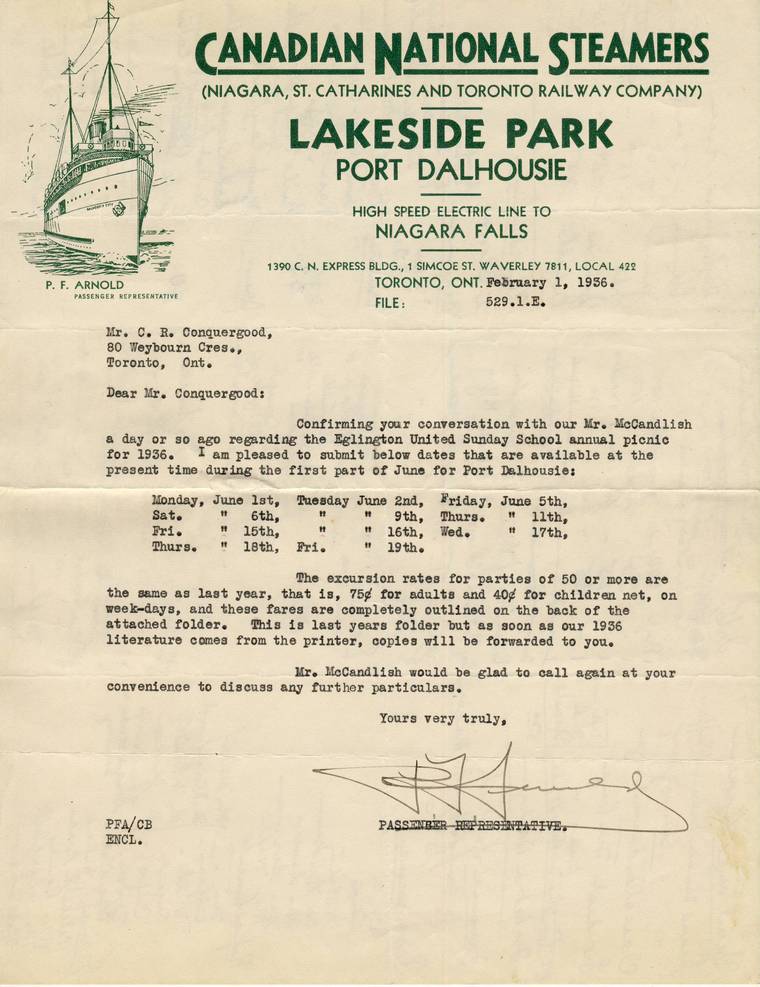 CANADIAN NATIONAL STEAMERS
(NIAGARA, ST. CATHARINES AND TORONTO RAILWAY COMPANY)
LAKESIDE PARK
PORT DALHOUSIE
HIGH SPEED ELECTRIC LINE TO
NIAGARA FALLS
1390 C. N. EXPRESS BLDG., 1 SIMCOE ST. WAVERLEY 7811, LOCAL 422
P. F. ARNOLD
PASSENGER REPRESENTATIVE
TORONTO, ONT. February 1, 1936.
FILE: 529.1.E.
Mr. C. R. Conquergood,
80 Weybourn Cres.,
Toronto, Ont.
Dear Mr. Conquergood:
Confirming your conversation with our Mr. McCandlish
a day or so ago regarding the Eglington United Sunday School annual picnic
for 1936. I am pleased to submit below dates that are available at the
present time during the first part of June for Port Dalhousie:
Monday, June 1st, Tuesday June 2nd, Friday, June 5th,
Sat. " 6th, " " 9th, Thurs. " 11th,
Fri. " 15th, " " 16th, Wed. " 17th,
Thurs. " 18th, Fri. " 19th.
The excursion rates for parties of 50 or more are
the same as last year, that is, 75¢ for adults and 40¢ for children net, on
week-days, and these fares are completely outlined on the back of the
attached folder. This is last years folder but as soon as our 1936
literature comes from the printer, copies will be forwarded to you.
Mr. McCandlish would be glad to call again at your
convenience to discuss any further particulars.
Yours very truly,
P F Arnold
PFA/CB PASSENGER REPRESENTATIVE.
ENCL.